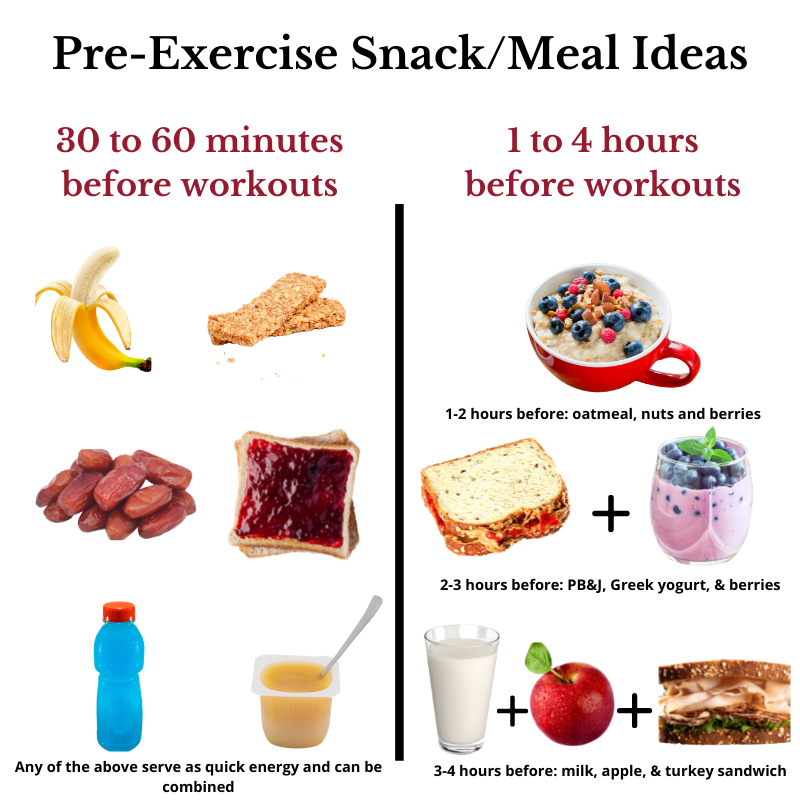 Pre-Exercise Snack/Meal Ideas
30 to 60 minutes
before workouts
Any of the above serve as quick energy and can be
combined
1 to 4 hours
before workouts
1-2 hours before: oatmeal, nuts and berries
2-3 hours before: PB&J, Greek yogurt, & berries
3-4 hours before: milk, apple, & turkey sandwich